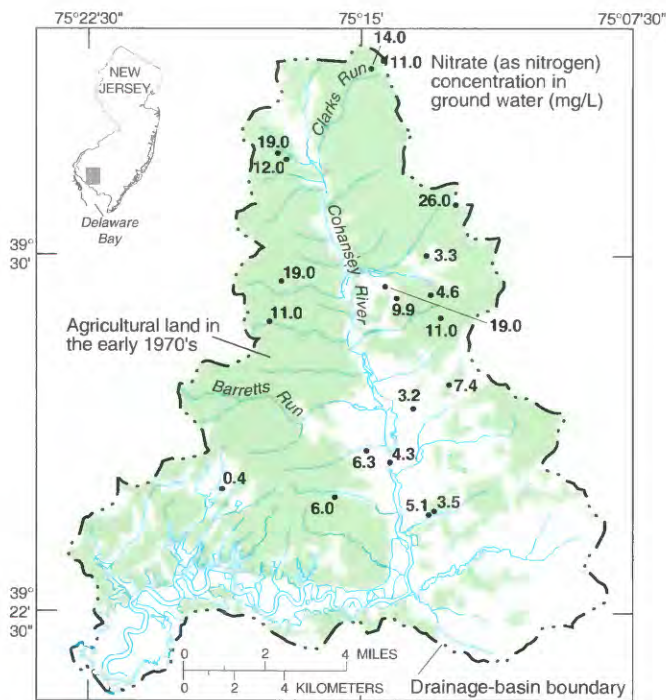 75°22'30"
75°15'
75°07'30"
NEW
JERSEY
Delaware
Bay
14.0
11.0
Nitrate (as nitrogen)
concentration in
ground water (mg/L)
Clarks Run
19.0
12.0
26.0
39°
30'
Cohansey River
3.3
19.0
4.6
9.9
19.0
11.0
11.0
Agricultural land in
the early 1970's
Barretts Run
7.4
3.2
6.3
4.3
0.4
6.0
5.1
3.5
39°
22'
30"
0 2 4 MILES
0 2 4 KILOMETERS
Drainage-basin boundary